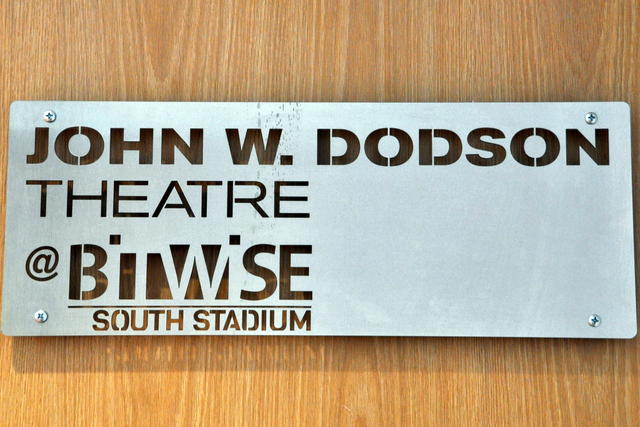 JOHN W. DODSON
THEATRE
@ BiTWiSE
SOUTH STADIUM